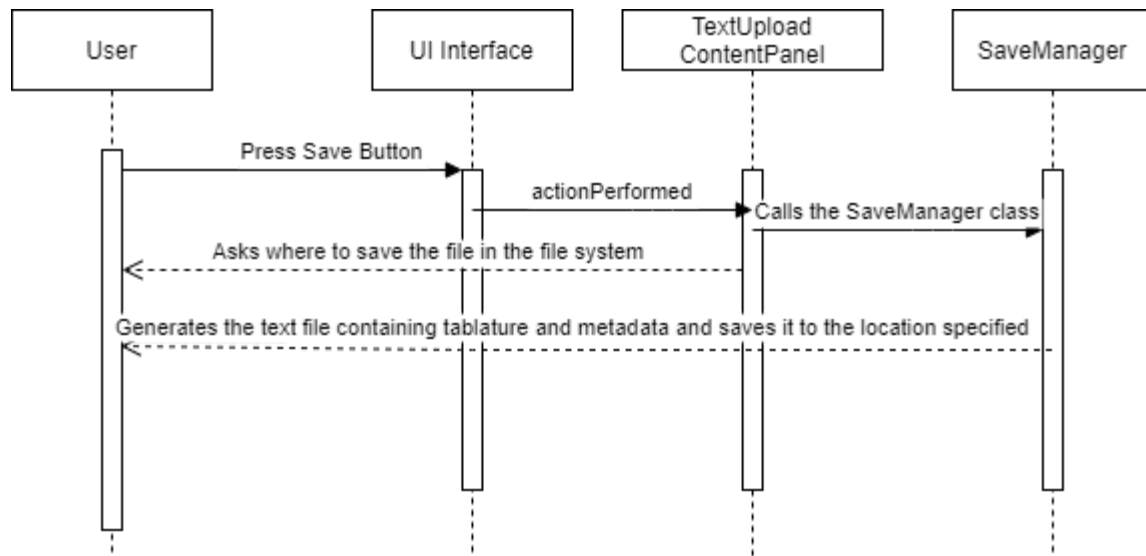 User
UI Interface
TextUpload
ContentPanel
SaveManager
Press Save Button
actionPerformed
Calls the SaveManager class
Asks where to save the file in the file system
Generates the text file containing tablature and metadata and saves it to the location specified